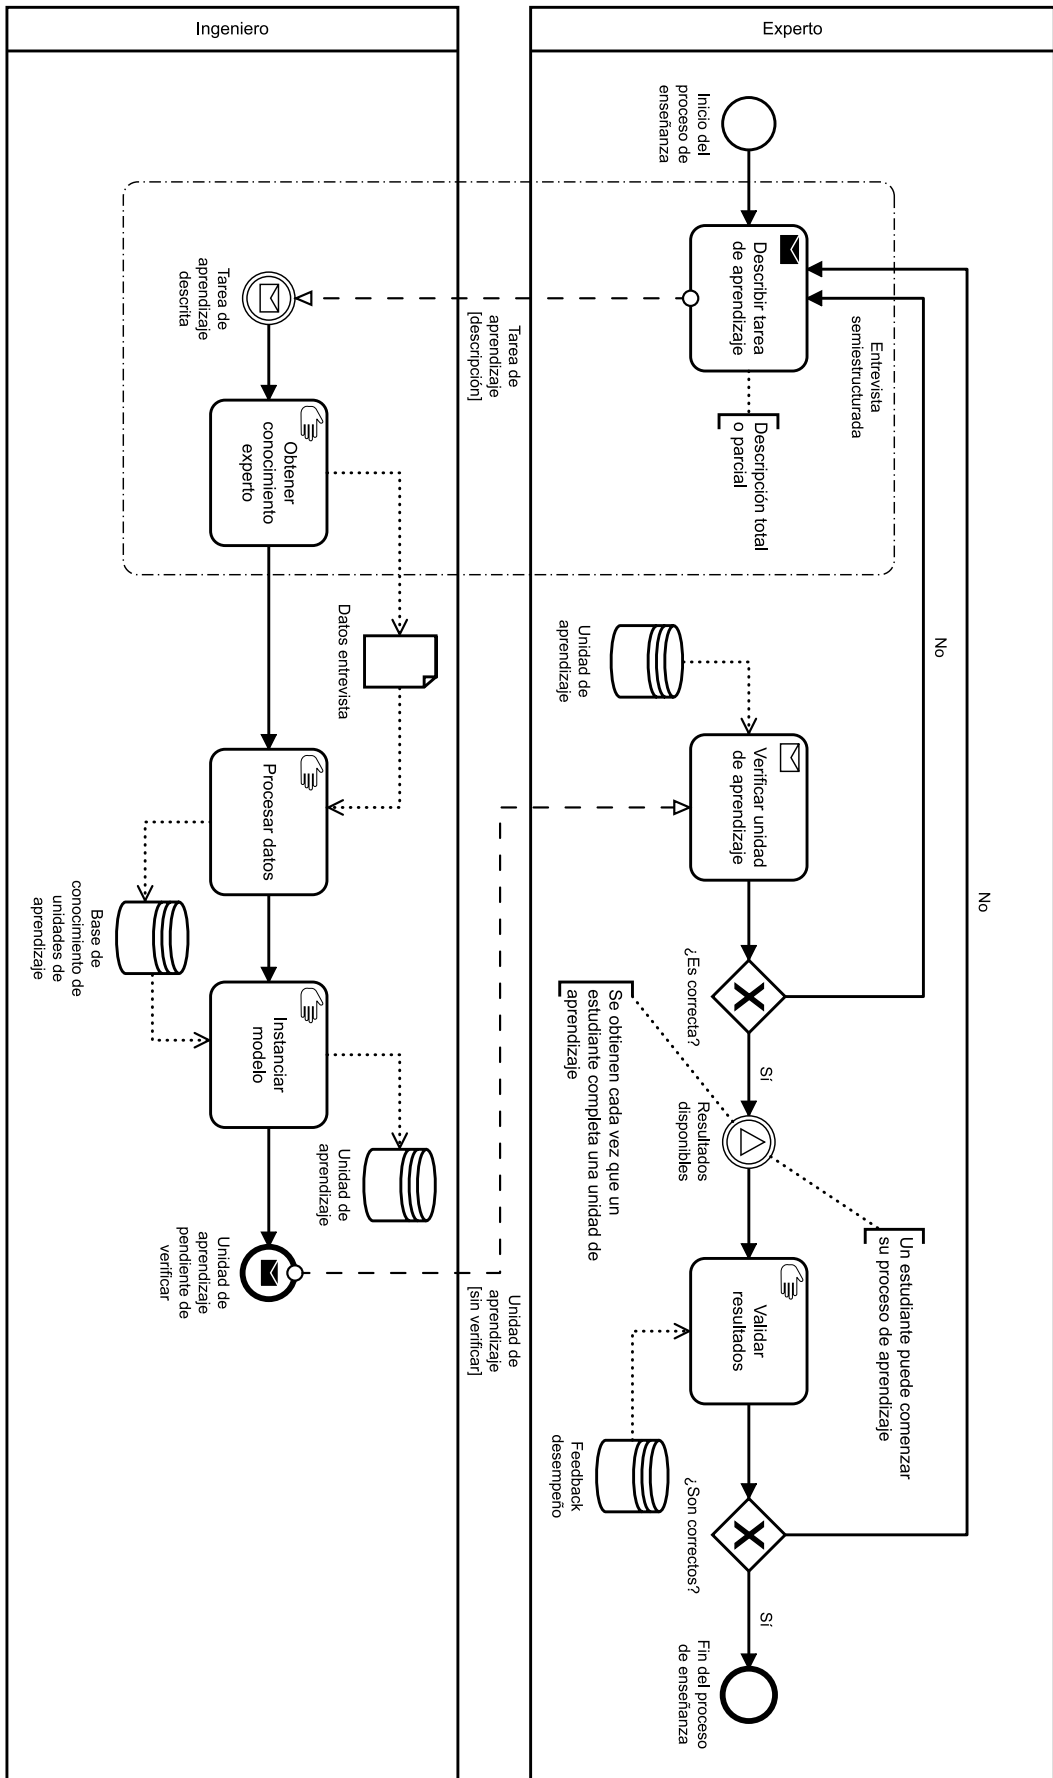 Ingeniero
Experto
Inicio del
proceso de
enseñanza
Describir tarea
de aprendizaje
Entrevista
semiestructurada
Descripción total
o parcial
Tarea de
aprendizaje
[descripción]
Tarea de
aprendizaje
descrita
Obtener
conocimiento
experto
Datos entrevista
Procesar datos
Base de
conocimiento de
unidades de
aprendizaje
Instanciar
modelo
Unidad de
aprendizaje
Unidad de
aprendizaje
pendiente de
verificar
Unidad de
aprendizaje
[sin verificar]
Unidad de
aprendizaje
Verificar unidad
de aprendizaje
¿Es correcta?
No
Sí
Resultados
disponibles
Se obtienen cada vez que un
estudiante completa una unidad de
aprendizaje
Un estudiante puede comenzar
su proceso de aprendizaje
Validar
resultados
Feedback
desempeño
¿Son correctos?
No
Sí
Fin del proceso
de enseñanza